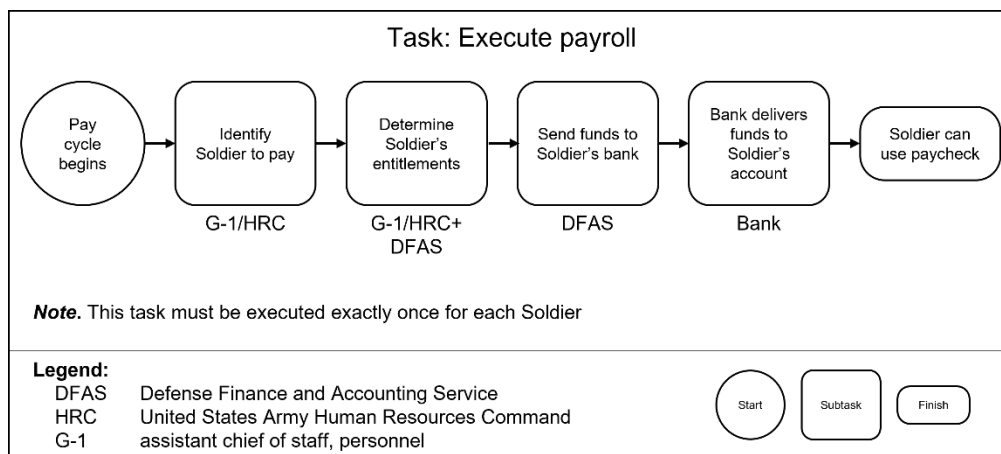 Task: Execute payroll
Pay
cycle
begins
Identify
Soldier to pay
Determine
Soldier's
entitlements
Send funds to
Soldier's bank
Bank delivers
funds to
Soldier's
account
Soldier can
use paycheck
G-1/HRC
G-1/HRC+
DFAS
DFAS
Bank
Note. This task must be executed exactly once for each Soldier
Legend:
DFAS Defense Finance and Accounting Service
HRC United States Army Human Resources Command
G-1 assistant chief of staff, personnel
Start
Subtask
Finish